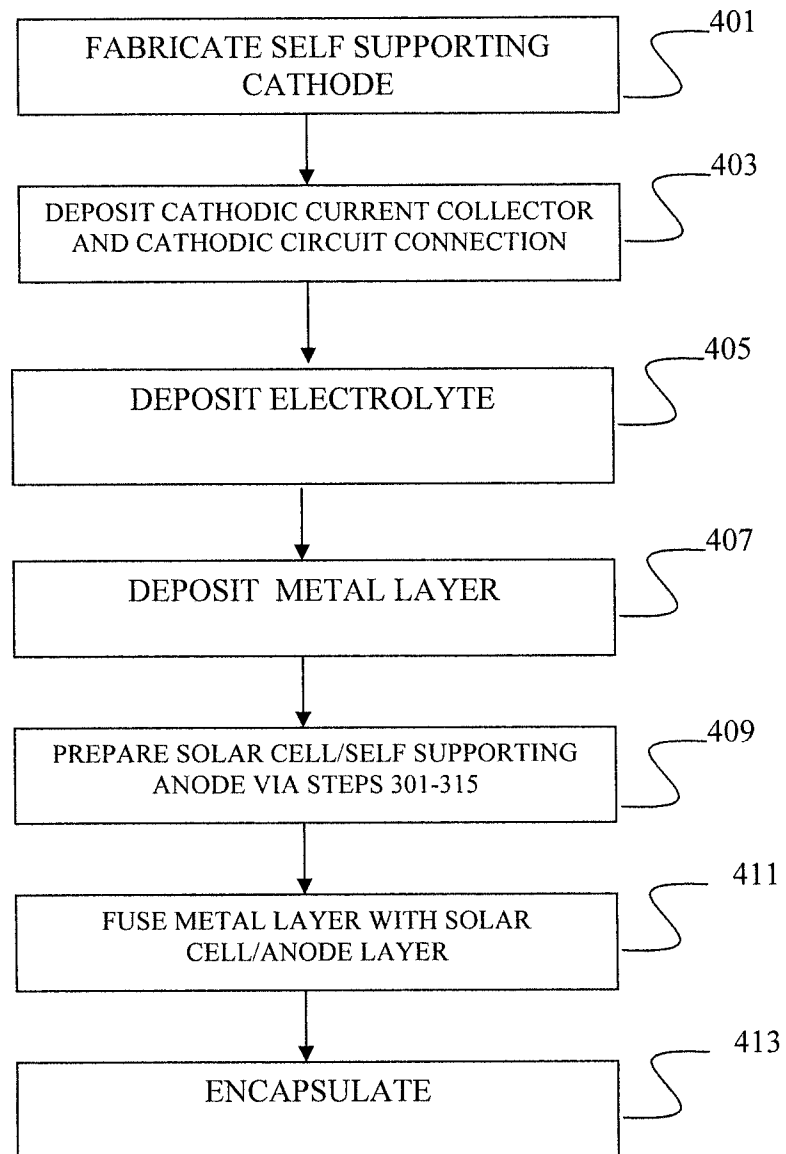 401
FABRICATE SELF SUPPORTING
CATHODE
403
DEPOSIT CATHODIC CURRENT COLLECTOR
AND CATHODIC CIRCUIT CONNECTION
405
DEPOSIT ELECTROLYTE
407
DEPOSIT METAL LAYER
409
PREPARE SOLAR CELL/SELF SUPPORTING
ANODE VIA STEPS 301-315
411
FUSE METAL LAYER WITH SOLAR
CELL/ANODE LAYER
413
ENCAPSULATE